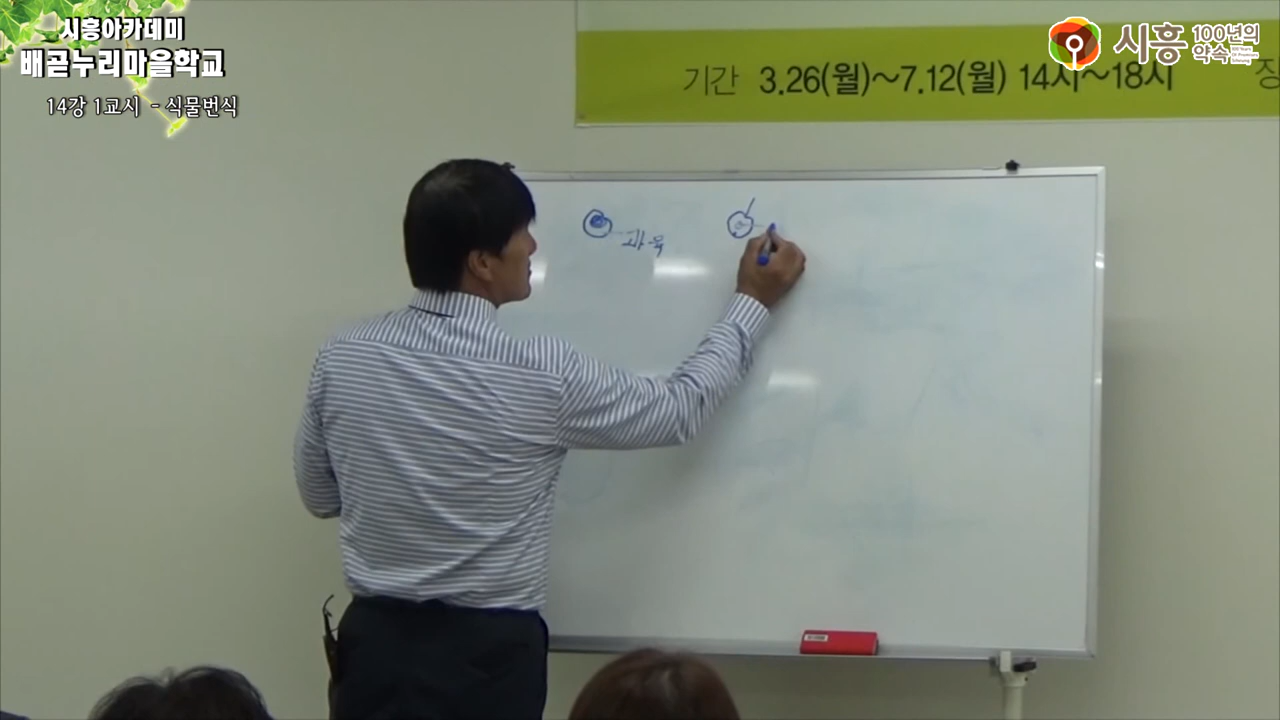 시흥아카데미
배곧누리마을학교
14강 1교시 - 식물번식
시흥 100년의 약속
기간 3.26(월)~7.12(월) 14시~18시
장
과육